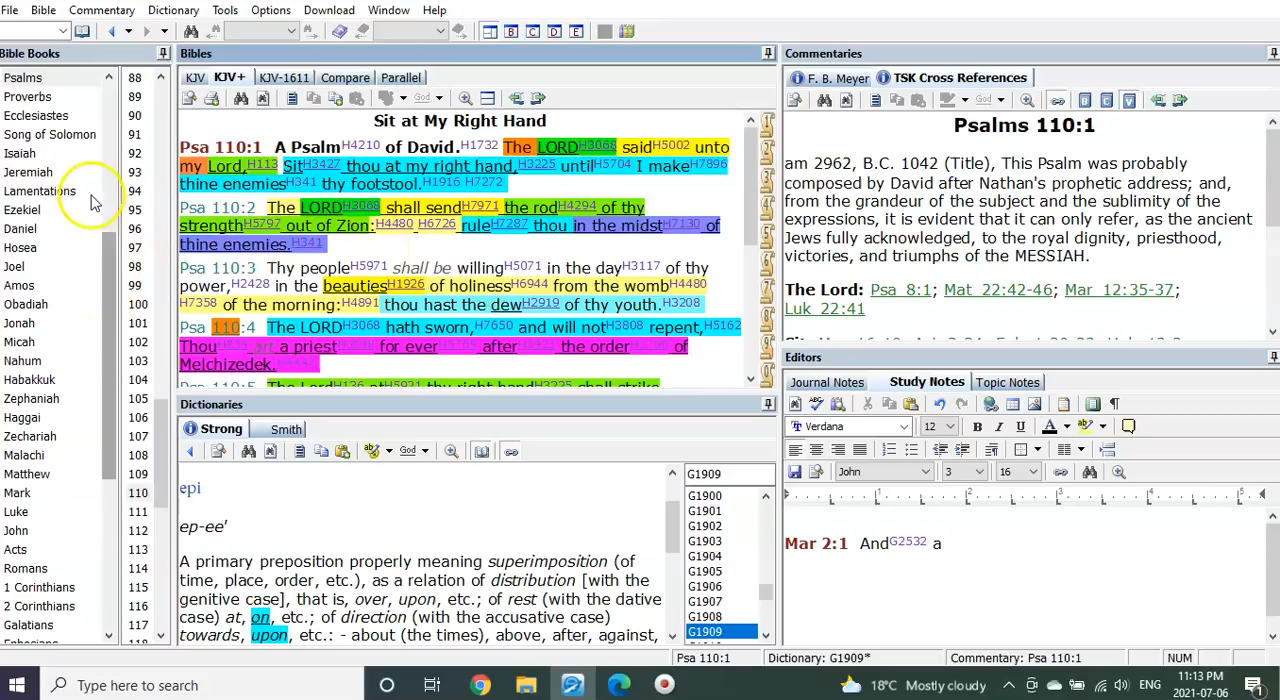 File Bible Commentary Dictionary Tools Options Download Window Help
Bible Books
Psalms
Proverbs
Ecclesiastes
Song of Solomon
Isaiah
Jeremiah
Lamentations
Ezekiel
Daniel
Hosea
Joel
Amos
Obadiah
Jonah
Micah
Nahum
Habakkuk
Zephaniah
Haggai
Zechariah
Malachi
Matthew
Mark
Luke
John
Acts
Romans
1 Corinthians
2 Corinthians
Galatians
88
89
90
91
92
93
94
95
96
97
98
99
100
101
102
103
104
105
106
107
108
109
110
111
112
113
114
115
116
117
Bibles
KJV KJV+ KJV-1611 Compare Parallel
God
Sit at My Right Hand
Psa 110:1 A PsalmH4210 of David.H1732 The LORDH3068 saidH5002 unto
my Lord,H113 SitH3427 thou at my right hand,H3225 untilH5704 I makeH7896
thine enemiesH341 thy footstool.H1916 H7272
Psa 110:2 The LORDH3068 shall sendH7971 the rodH4294 of thy
strengthH5797 out of Zion:H4480 H6726 ruleH7287 thou in the midstH7130 of
thine enemies.H341
Psa 110:3 Thy peopleH5971 shall be willingH5071 in the dayH3117 of thy
power,H2428 in the beautiesH1926 of holinessH6944 from the wombH4480
H7358 of the morning:H4891 thou hast the dewH2919 of thy youth.H3208
Psa 110:4 The LORDH3068 hath sworn,H7650 and will notH3808 repent,H5162
Thou art a priest for ever after the order of
Melchizedek.
Psa 110:5 The LordH136 atH5921 thy right handH3225 shall strike
Dictionaries
Strong Smith
God
epi
ep-ee'
A primary preposition properly meaning superimposition (of
time, place, order, etc.), as a relation of distribution [with the
genitive case], that is, over, upon, etc.; of rest (with the dative
case) at, on, etc.; of direction (with the accusative case)
towards, upon, etc.: - about (the times), above, after, against,
G1909
G1900
G1901
G1902
G1903
G1904
G1905
G1906
G1907
G1908
G1909
Commentaries
F. B. Meyer TSK Cross References
God
Psalms 110:1
am 2962, B.C. 1042 (Title), This Psalm was probably
composed by David after Nathan's prophetic address; and,
from the grandeur of the subject and the sublimity of the
expressions, it is evident that it can only refer, as the ancient
Jews fully acknowledged, to the royal dignity, priesthood,
victories, and triumphs of the MESSIAH.
The Lord: Psa 8:1; Mat 22:42-46; Mar 12:35-37;
Luk 22:41
Editors
Journal Notes Study Notes Topic Notes
Verdana 12 B I U A
John 3 16
1 2 3 4 5
Mar 2:1 AndG2532 a
Psa 110:1 Dictionary: G1909* Commentary: Psa 110:1 NUM
Type here to search
18°C Mostly cloudy ENG 11:13 PM
2021-07-06
1